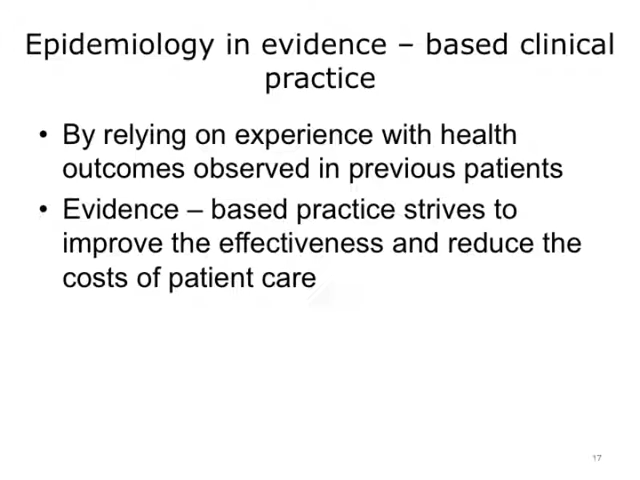 Epidemiology in evidence – based clinical
practice
• By relying on experience with health
outcomes observed in previous patients
• Evidence – based practice strives to
improve the effectiveness and reduce the
costs of patient care
17